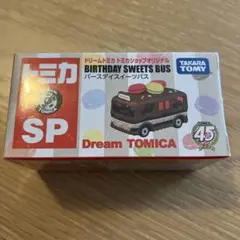 トミカ
ドリームトミカ トミカショップオリジナル
BIRTHDAY SWEETS BUS
バースデイスイーツバス
TAKARA
TOMY
SP
Dream TOMICA
45